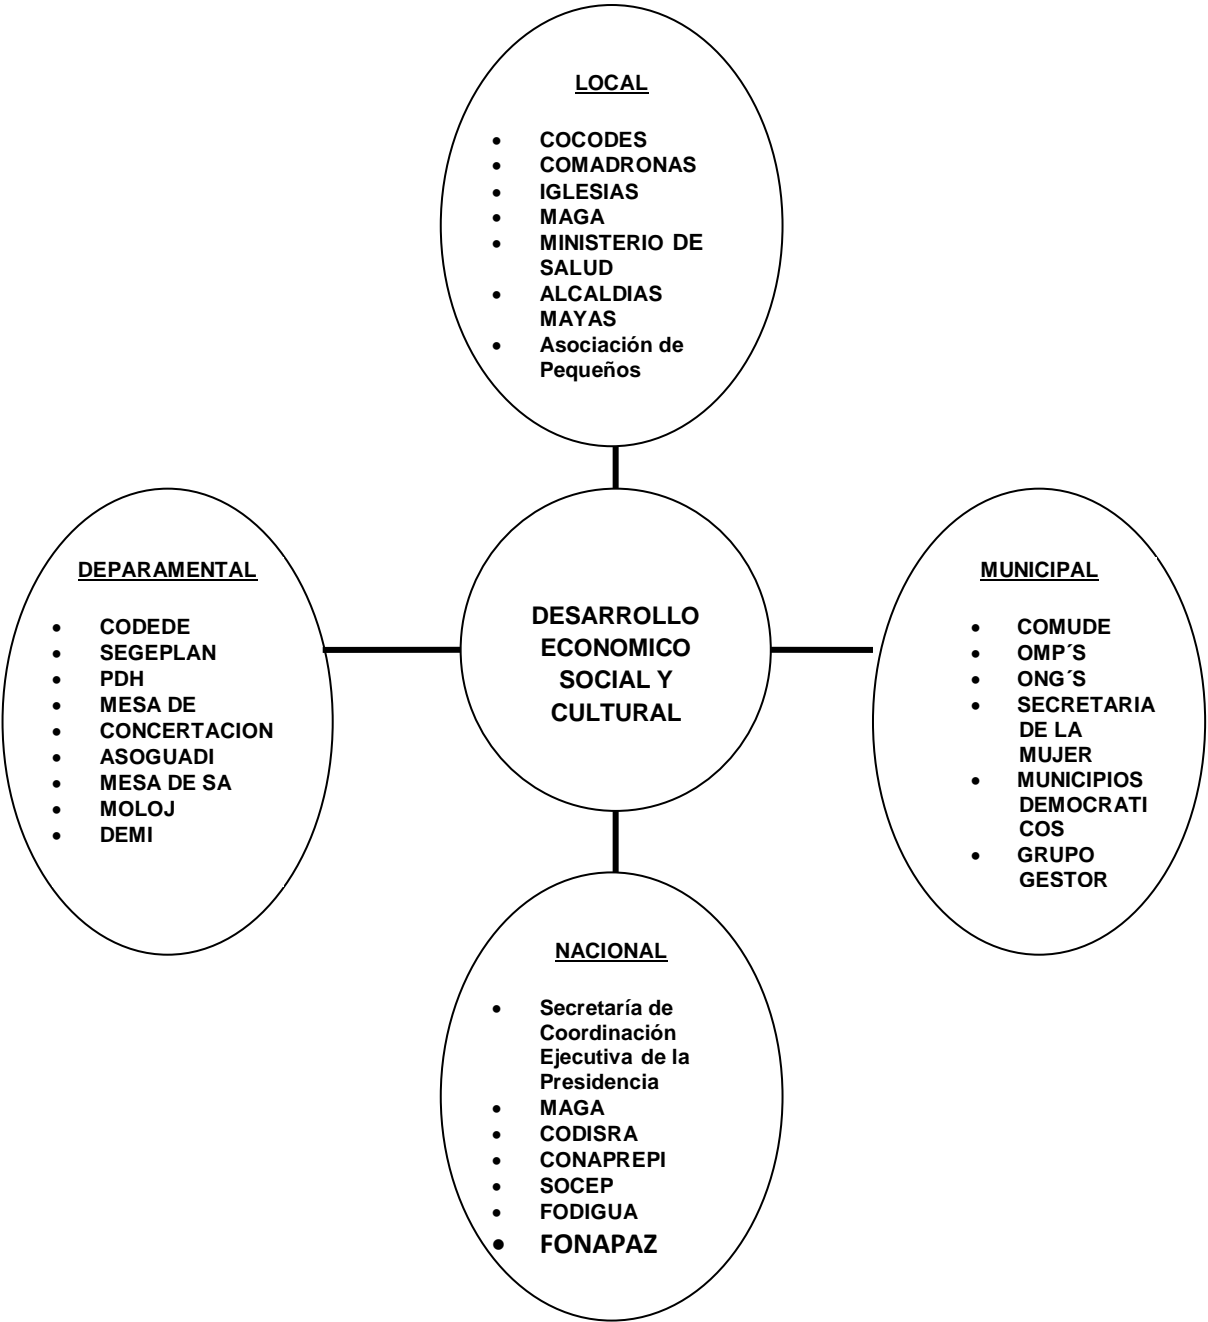 LOCAL
• COCODES
• COMADRONAS
• IGLESIAS
• MAGA
• MINISTERIO DE
SALUD
• ALCALDIAS
MAYAS
• Asociación de
Pequeños
DEPARAMENTAL
• CODEDE
• SEGEPLAN
• PDH
• MESA DE
• CONCERTACION
• ASOGUADI
• MESA DE SA
• MOLOJ
• DEMI
DESARROLLO
ECONOMICO
SOCIAL Y
CULTURAL
MUNICIPAL
• COMUDE
• OMP´S
• ONG´S
• SECRETARIA
DE LA
MUJER
• MUNICIPIOS
DEMOCRATI
COS
• GRUPO
GESTOR
NACIONAL
• Secretaría de
Coordinación
Ejecutiva de la
Presidencia
• MAGA
• CODISRA
• CONAPREPI
• SOCEP
• FODIGUA
• FONAPAZ